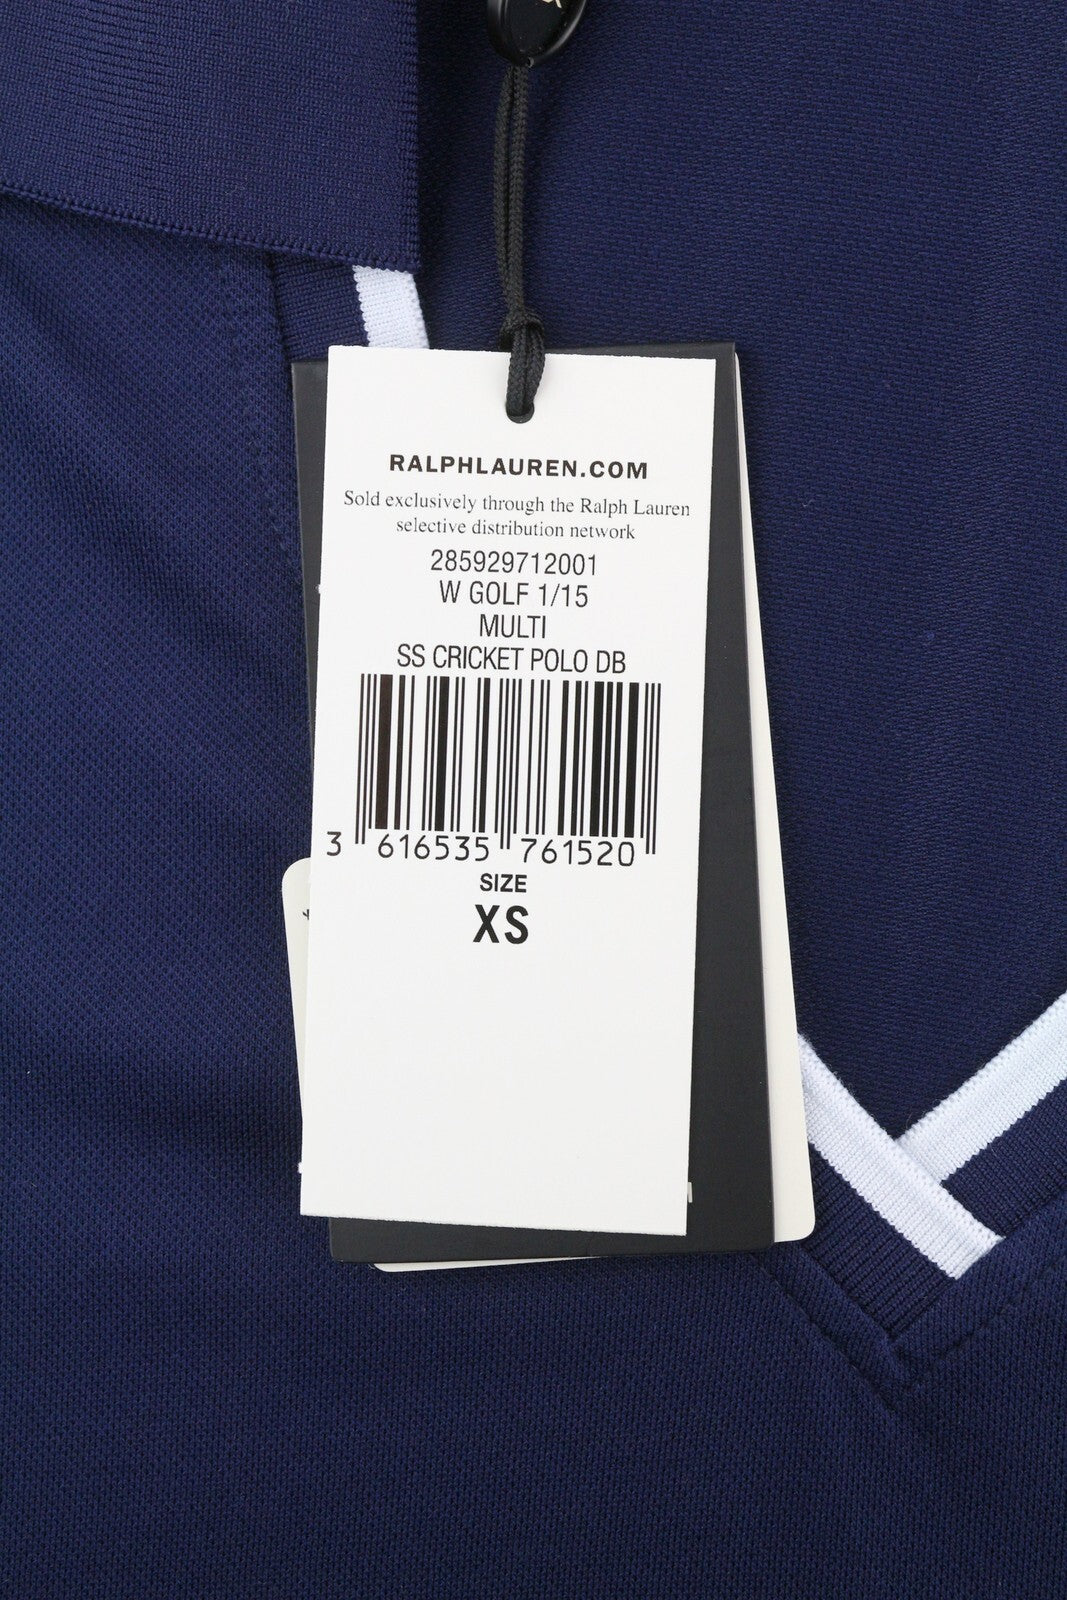 RALPHLAUREN.COM
Sold exclusively through the Ralph Lauren
selective distribution network
285929712001
W GOLF 1/15
MULTI
SS CRICKET POLO DB
3 616535 761520
SIZE
XS